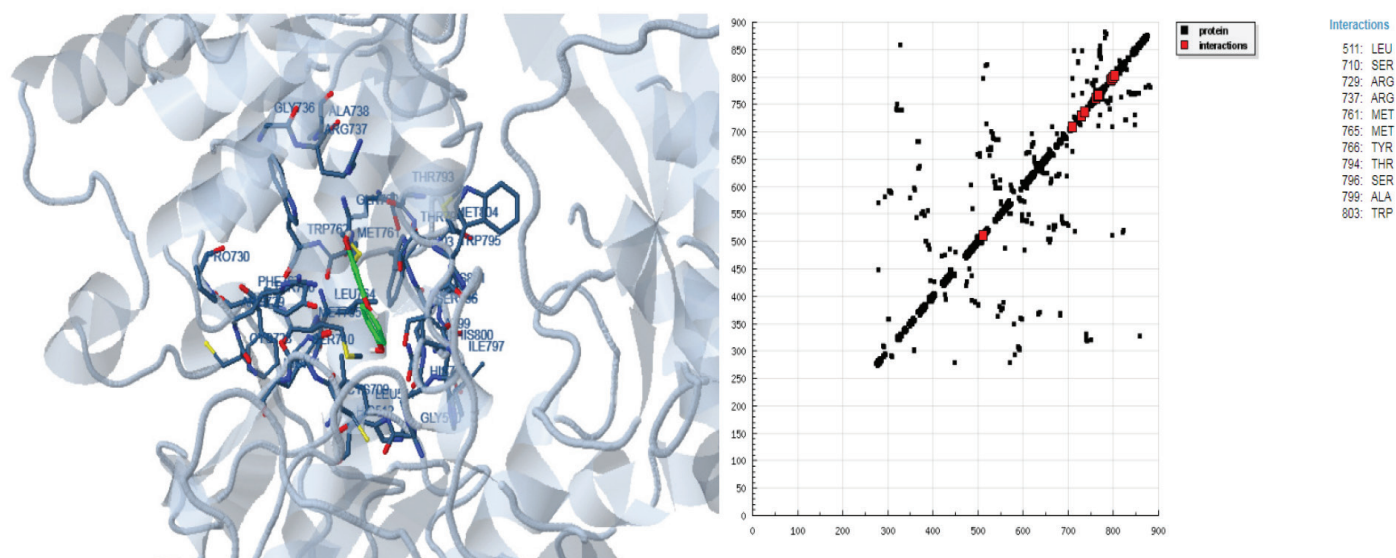 GLY736
ALA738
ARG737
THR793
MET804
TRP795
TRP762
MET761
PRO730
LEU764
HIS800
ILE797
900
850
800
750
700
650
600
550
500
450
400
350
300
250
200
150
100
50
0
0 100 200 300 400 500 600 700 800 900
protein
interactions
Interactions
511: LEU
710: SER
729: ARG
737: ARG
761: MET
765: MET
766: TYR
794: THR
796: SER
799: ALA
803: TRP